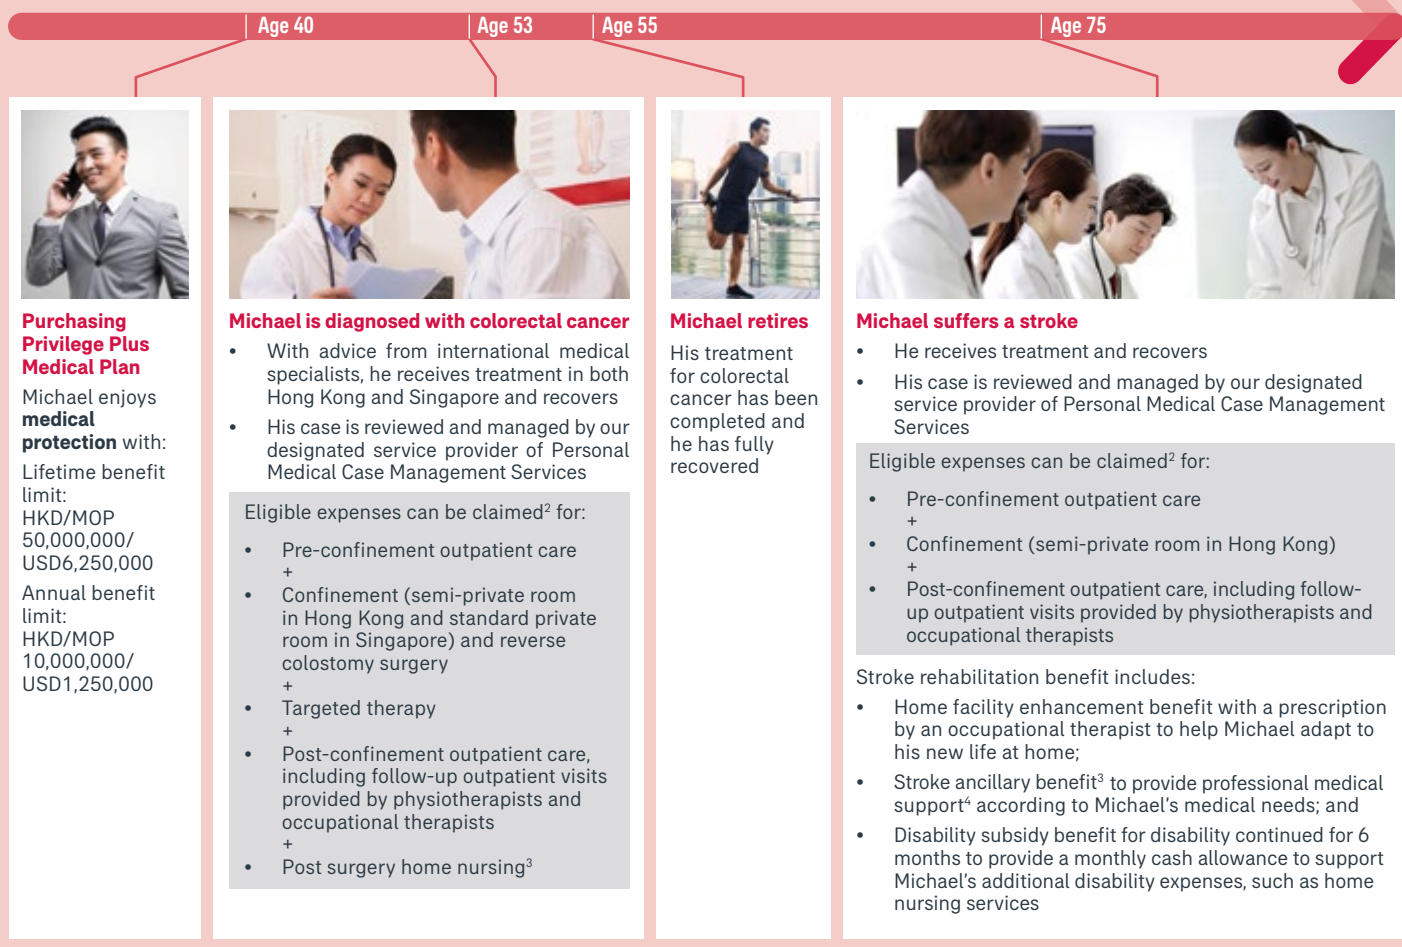 Age 40
Age 53
Age 55
Age 75
Purchasing
Privilege Plus
Medical Plan
Michael enjoys
medical
protection with:
Lifetime benefit
limit:
HKD/MOP
50,000,000/
USD6,250,000
Annual benefit
limit:
HKD/MOP
10,000,000/
USD1,250,000
Michael is diagnosed with colorectal cancer
• With advice from international medical
specialists, he receives treatment in both
Hong Kong and Singapore and recovers
• His case is reviewed and managed by our
designated service provider of Personal
Medical Case Management Services
Eligible expenses can be claimed² for:
• Pre-confinement outpatient care
+
• Confinement (semi-private room
in Hong Kong and standard private
room in Singapore) and reverse
colostomy surgery
+
• Targeted therapy
+
• Post-confinement outpatient care,
including follow-up outpatient visits
provided by physiotherapists and
occupational therapists
+
• Post surgery home nursing³
Michael retires
His treatment
for colorectal
cancer has been
completed and
he has fully
recovered
Michael suffers a stroke
• He receives treatment and recovers
• His case is reviewed and managed by our designated
service provider of Personal Medical Case Management
Services
Eligible expenses can be claimed² for:
• Pre-confinement outpatient care
+
• Confinement (semi-private room in Hong Kong)
+
• Post-confinement outpatient care, including follow-
up outpatient visits provided by physiotherapists and
occupational therapists
Stroke rehabilitation benefit includes:
• Home facility enhancement benefit with a prescription
by an occupational therapist to help Michael adapt to
his new life at home;
• Stroke ancillary benefit³ to provide professional medical
support⁴ according to Michael's medical needs; and
• Disability subsidy benefit for disability continued for 6
months to provide a monthly cash allowance to support
Michael's additional disability expenses, such as home
nursing services